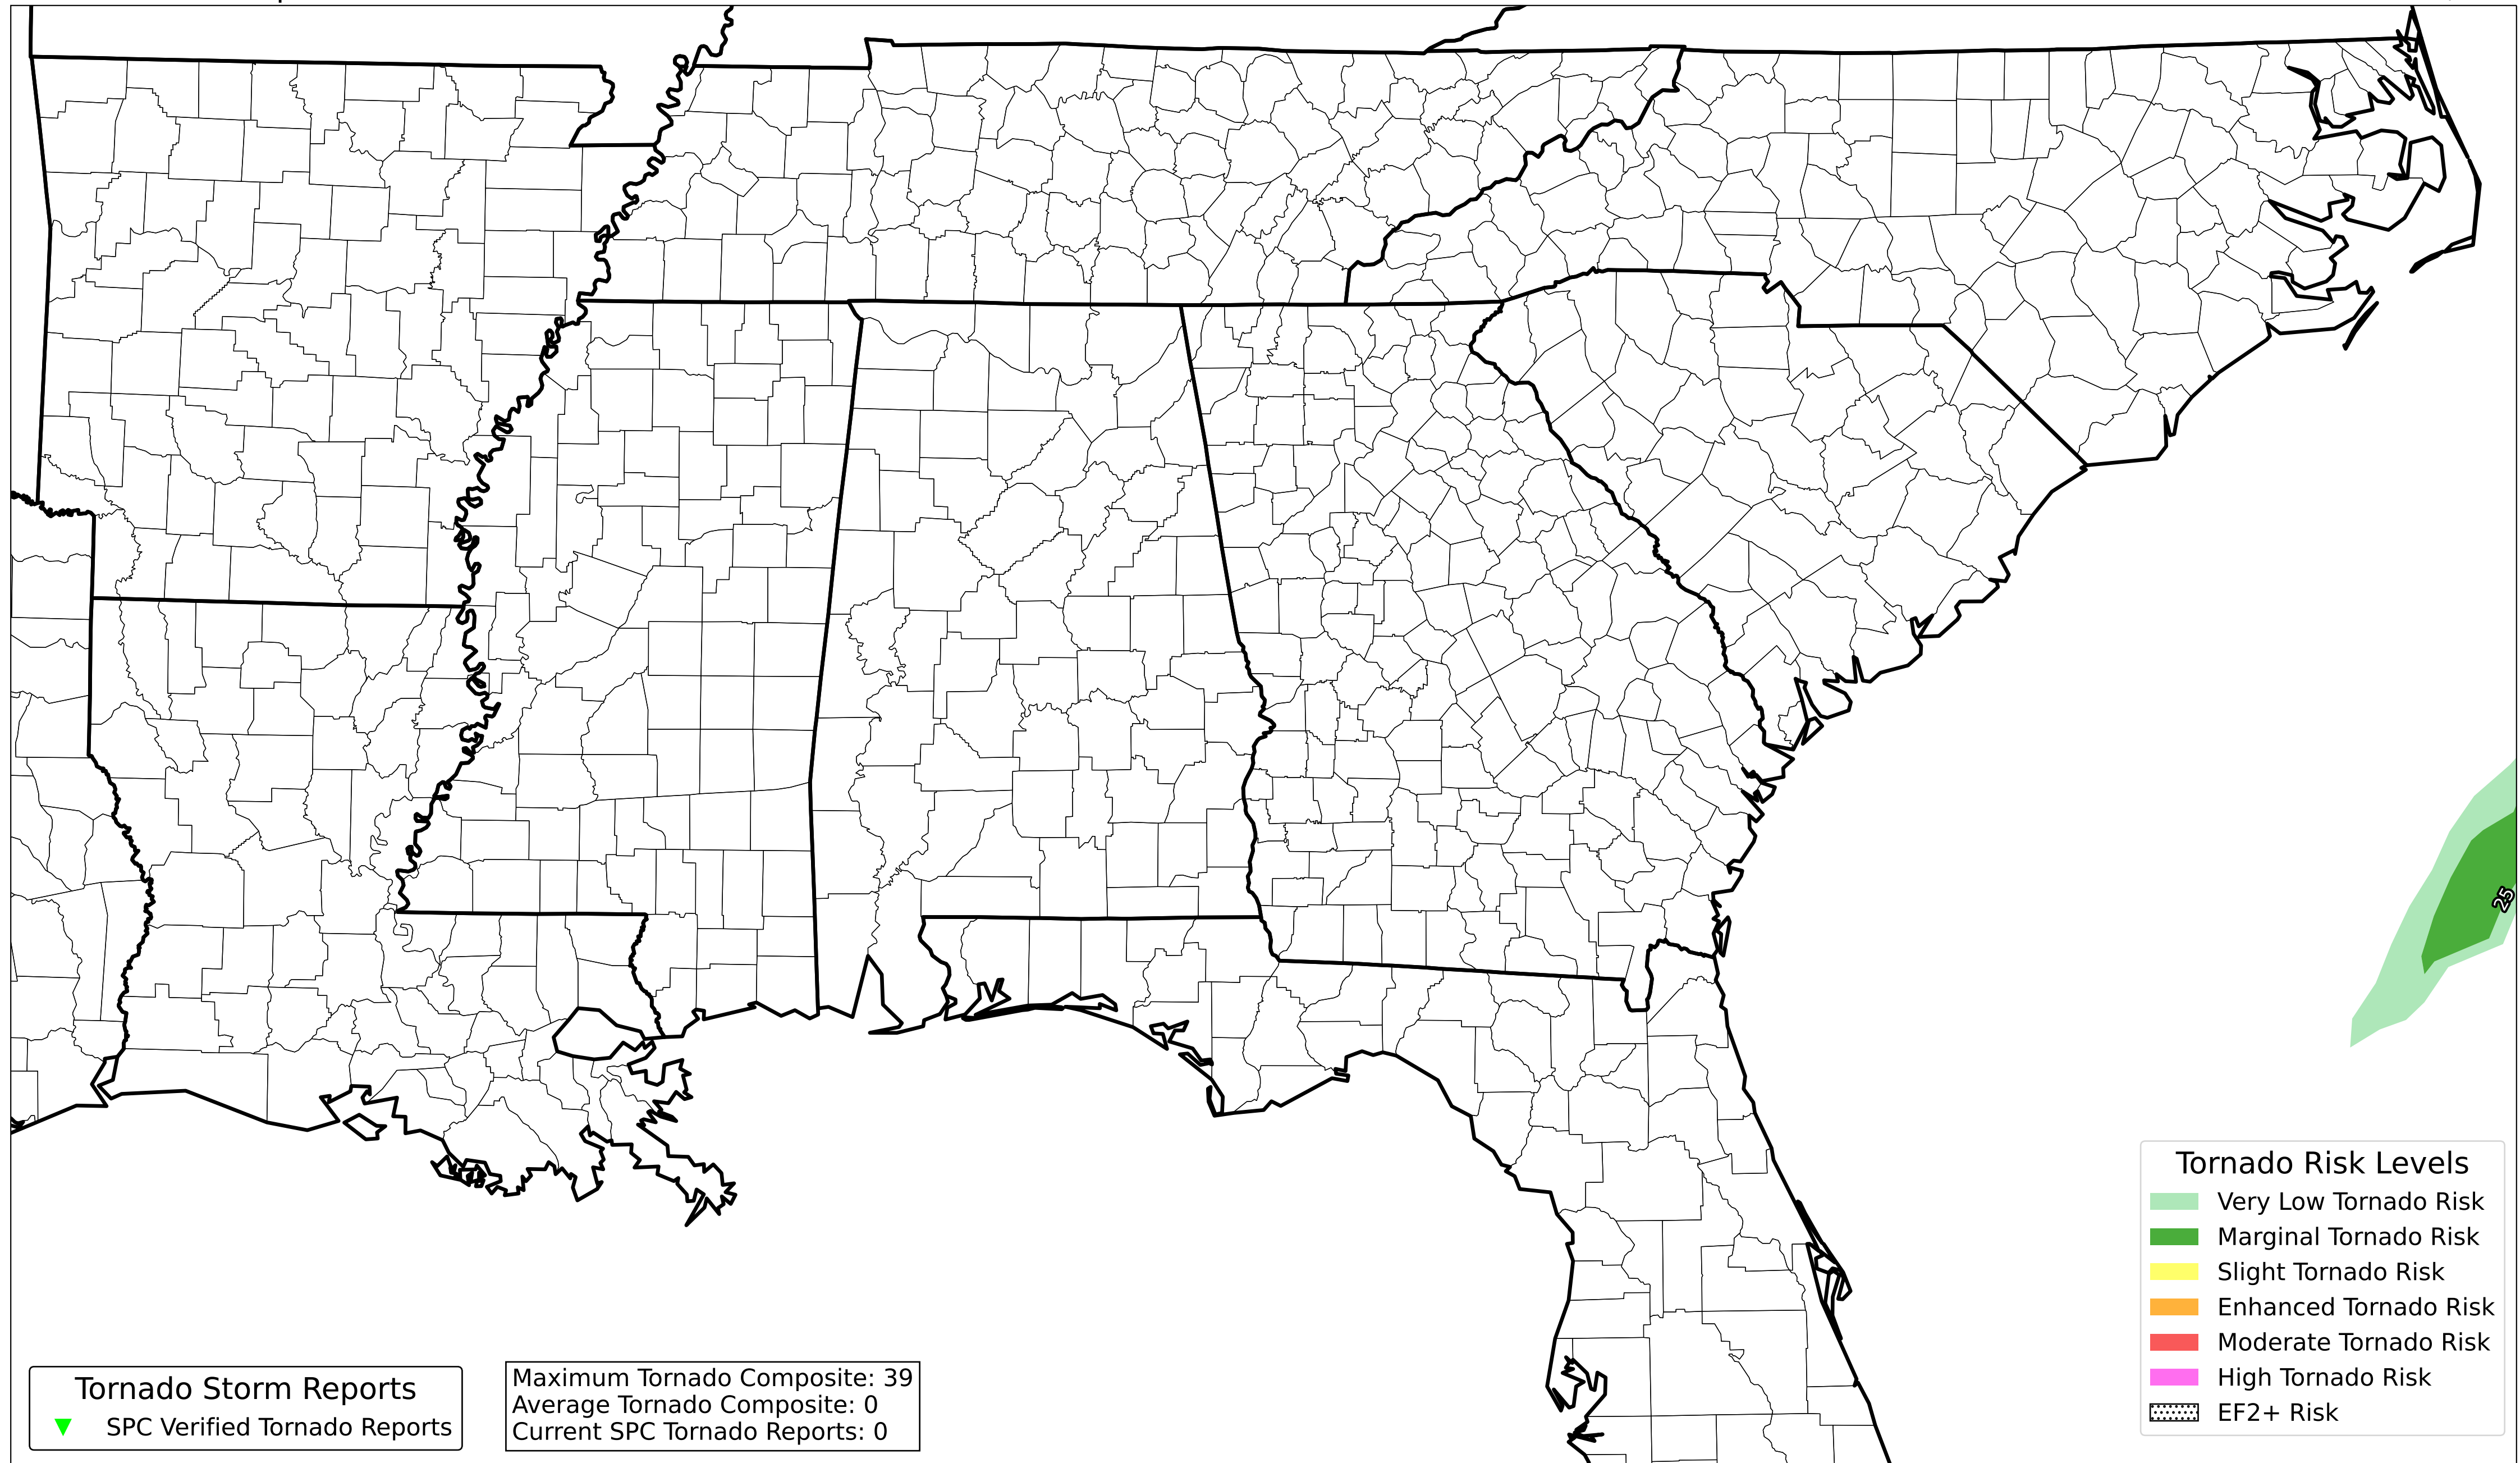 25
Tornado Risk Levels
Very Low Tornado Risk
Marginal Tornado Risk
Slight Tornado Risk
Enhanced Tornado Risk
Moderate Tornado Risk
High Tornado Risk
EF2+ Risk
Tornado Storm Reports
SPC Verified Tornado Reports
Maximum Tornado Composite: 39
Average Tornado Composite: 0
Current SPC Tornado Reports: 0